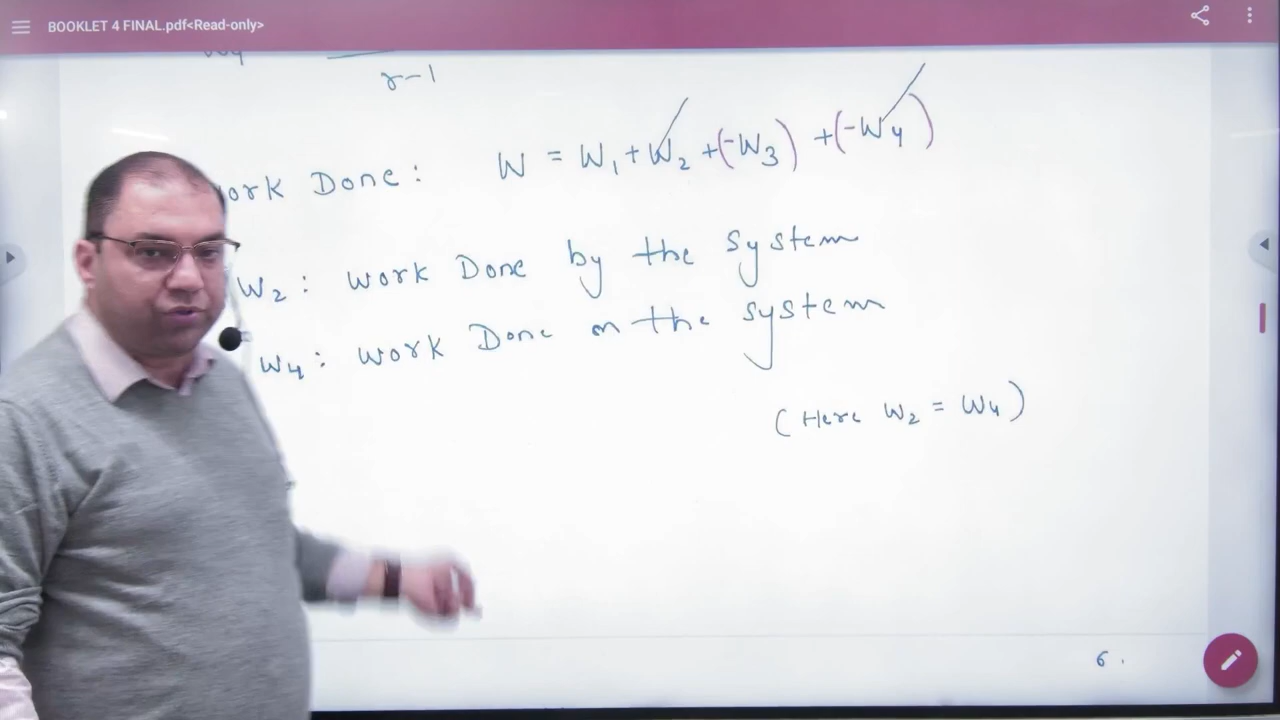 BOOKLET 4 FINAL.pdf<Read-only>
W4
γ-1
ork Done: W = W1 + W2 + (-W3) + (-W4)
W2 : Work Done by the system
W4 : Work Done on the system
(Here W2 = W4)
6.